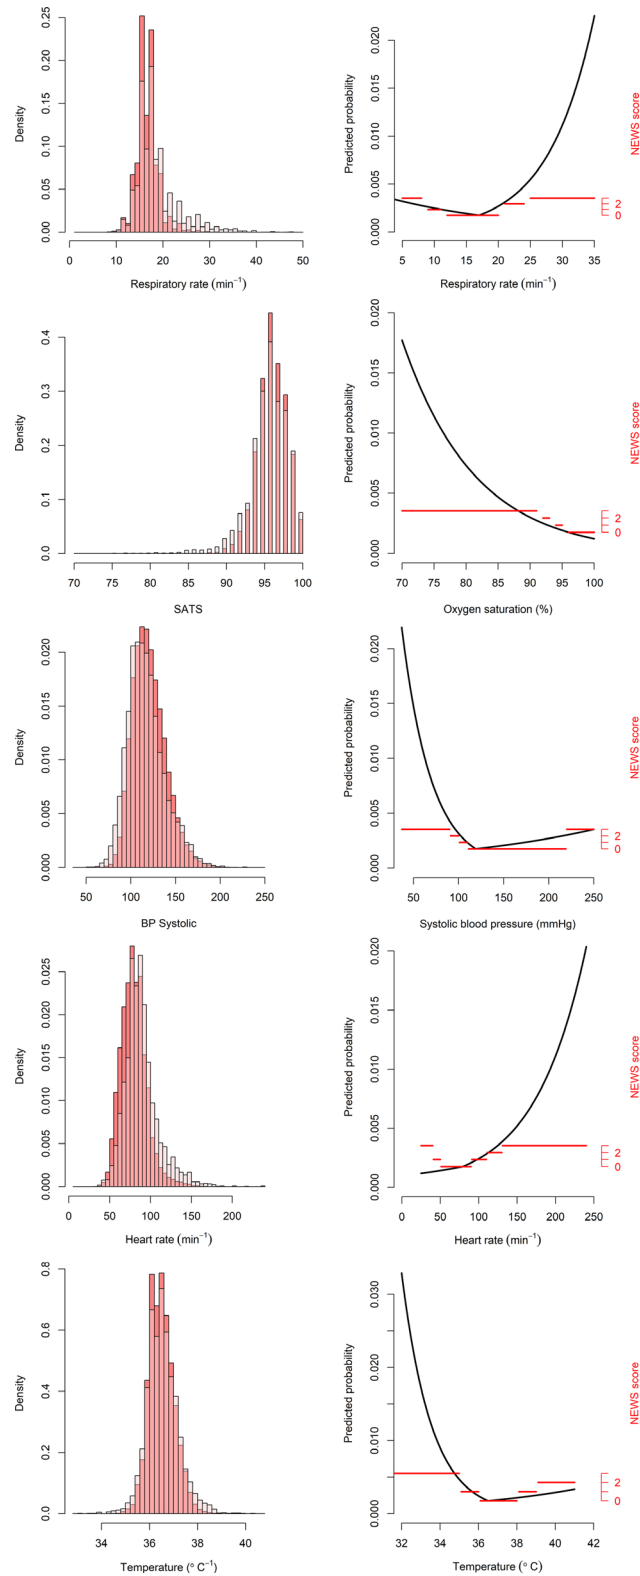 0.25
0.20
0.15
0.10
0.05
0.00
Density
1 10 20 30 40 50
Respiratory rate (min⁻¹)
0.020
0.015
0.010
0.005
0.000
Predicted probability
2
0
NEWS score
5 10 15 20 25 30 35
Respiratory rate (min⁻¹)
0.4
0.3
0.2
0.1
0.0
Density
70 75 80 85 90 95 100
SATS
0.020
0.015
0.010
0.005
0.000
Predicted probability
2
0
NEWS score
70 75 80 85 90 95 100
Oxygen saturation (%)
0.020
0.015
0.010
0.005
0.000
Density
50 100 150 200 250
BP Systolic
0.020
0.015
0.010
0.005
0.000
Predicted probability
2
0
NEWS score
50 100 150 200 250
Systolic blood pressure (mmHg)
0.025
0.020
0.015
0.010
0.005
0.000
Density
0 50 100 150 200
Heart rate (min⁻¹)
0.020
0.015
0.010
0.005
0.000
Predicted probability
2
0
NEWS score
0 50 100 150 200 250
Heart rate (min⁻¹)
0.8
0.6
0.4
0.2
0.0
Density
34 36 38 40
Temperature (° C⁻¹)
0.030
0.020
0.010
0.000
Predicted probability
2
0
NEWS score
32 34 36 38 40 42
Temperature (° C)